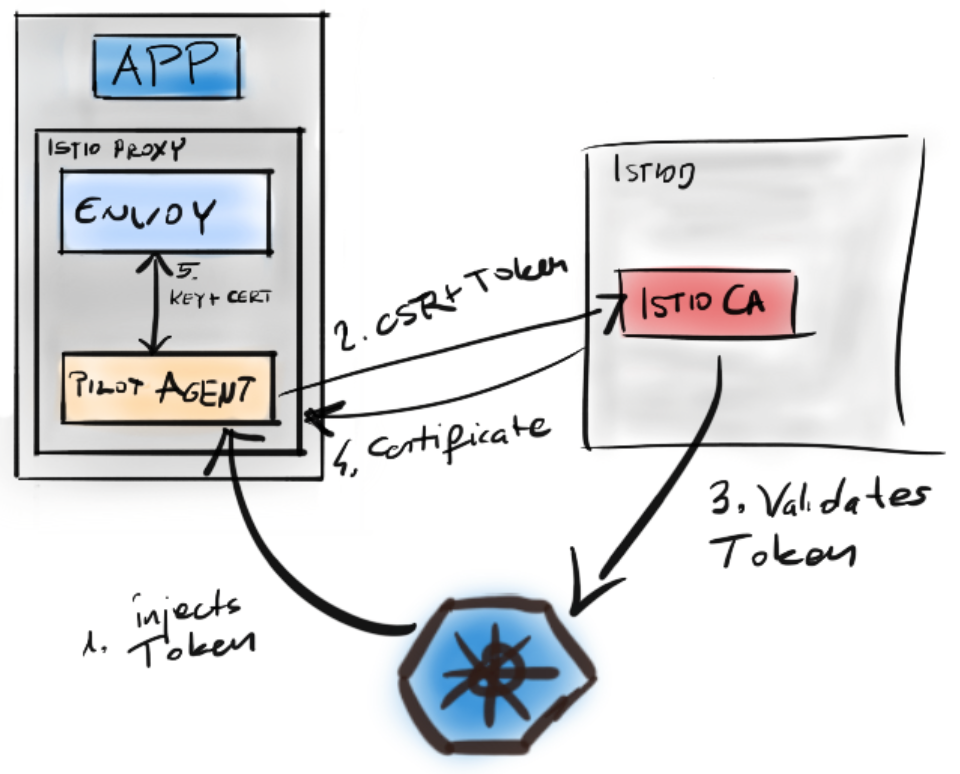 APP
ISTIO PROXY
ENVOY
5.
KEY + CERT
PILOT AGENT
2. CSR + Token
4. Certificate
ISTIOD
ISTIO CA
3. Validates
Token
1. injects
Token